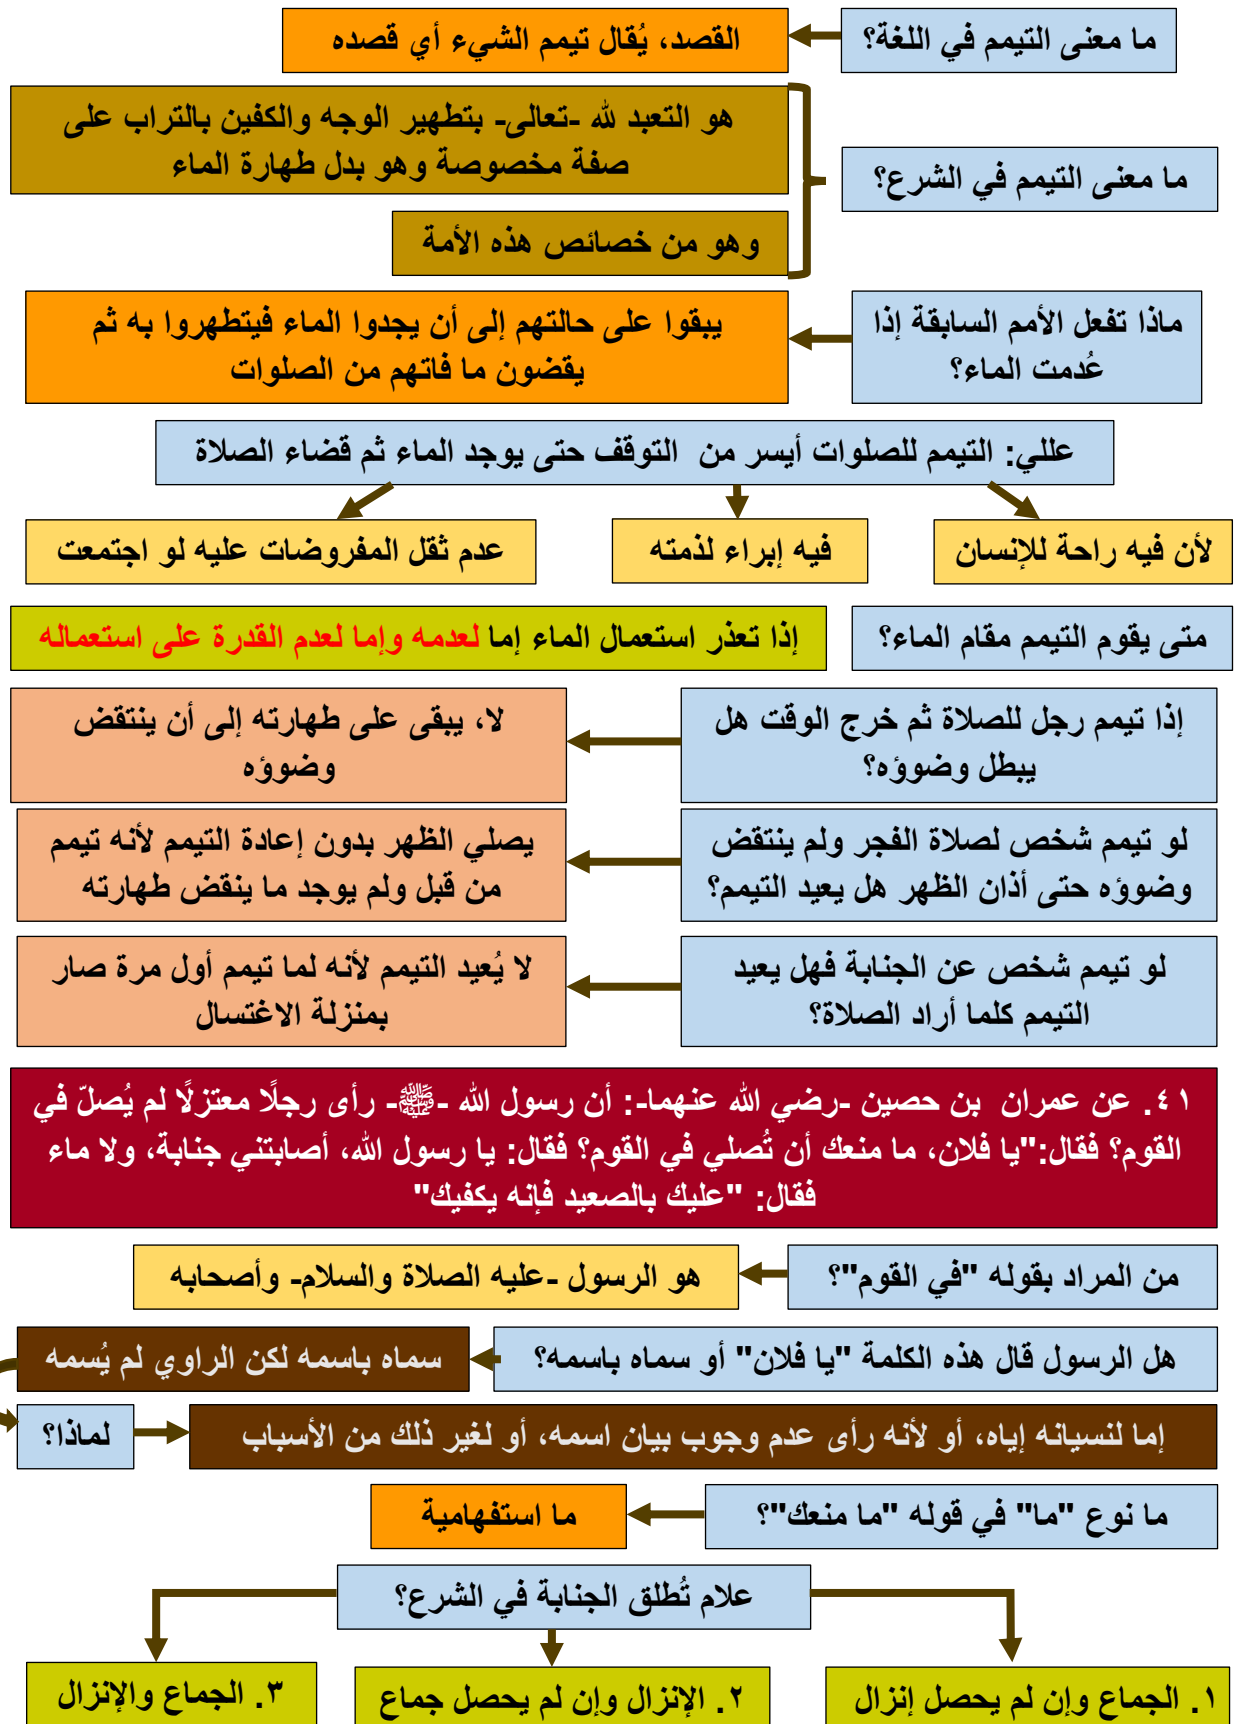 ما معنى التيمم في اللغة؟
القصد، يُقال تيمم الشيء أي قصده
ما معنى التيمم في الشرع؟
هو التعبد لله -تعالى- بتطهير الوجه والكفين بالتراب على
صفة مخصوصة وهو بدل طهارة الماء
وهو من خصائص هذه الأمة
ماذا تفعل الأمم السابقة إذا
عُدمت الماء؟
يبقوا على حالتهم إلى أن يجدوا الماء فيتطهروا به ثم
يقضون ما فاتهم من الصلوات
عللي: التيمم للصلوات أيسر من التوقف حتى يوجد الماء ثم قضاء الصلاة
لأن فيه راحة للإنسان
فيه إبراء لذمته
عدم ثقل المفروضات عليه لو اجتمعت
متى يقوم التيمم مقام الماء؟
إذا تعذر استعمال الماء إما لعدمه وإما لعدم القدرة على استعماله
إذا تيمم رجل للصلاة ثم خرج الوقت هل
يبطل وضوؤه؟
لا، يبقى على طهارته إلى أن ينتقض
وضوؤه
لو تيمم شخص لصلاة الفجر ولم ينتقض
وضوؤه حتى أذان الظهر هل يعيد التيمم؟
يصلي الظهر بدون إعادة التيمم لأنه تيمم
من قبل ولم يوجد ما ينقض طهارته
لو تيمم شخص عن الجنابة فهل يعيد
التيمم كلما أراد الصلاة؟
لا يُعيد التيمم لأنه لما تيمم أول مرة صار
بمنزلة الاغتسال
٤١. عن عمران بن حصين -رضي الله عنهما-: أن رسول الله -ﷺ- رأى رجلًا معتزلًا لم يُصلّ في
القوم؟ فقال:"يا فلان، ما منعك أن تُصلي في القوم؟ فقال: يا رسول الله، أصابتني جنابة، ولا ماء
فقال: "عليك بالصعيد فإنه يكفيك"
من المراد بقوله "في القوم"؟
هو الرسول -عليه الصلاة والسلام- وأصحابه
هل الرسول قال هذه الكلمة "يا فلان" أو سماه باسمه؟
سماه باسمه لكن الراوي لم يُسمه
لماذا؟
إما لنسيانه إياه، أو لأنه رأى عدم وجوب بيان اسمه، أو لغير ذلك من الأسباب
ما نوع "ما" في قوله "ما منعك"؟
ما استفهامية
علام تُطلق الجنابة في الشرع؟
١. الجماع وإن لم يحصل إنزال
٢. الإنزال وإن لم يحصل جماع
٣. الجماع والإنزال